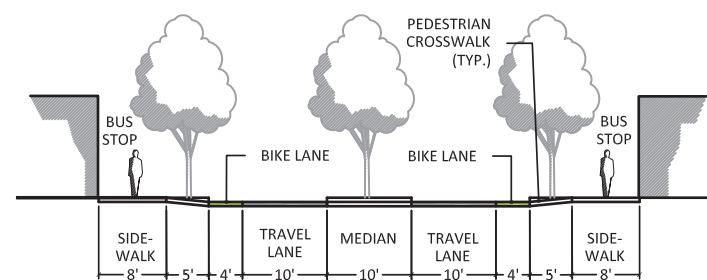 PEDESTRIAN
CROSSWALK
(TYP.)
BUS
STOP
BIKE LANE
BIKE LANE
BUS
STOP
SIDE-
WALK
TRAVEL
LANE
MEDIAN
TRAVEL
LANE
SIDE-
WALK
8' 5' 4' 10' 10' 10' 4' 5' 8'